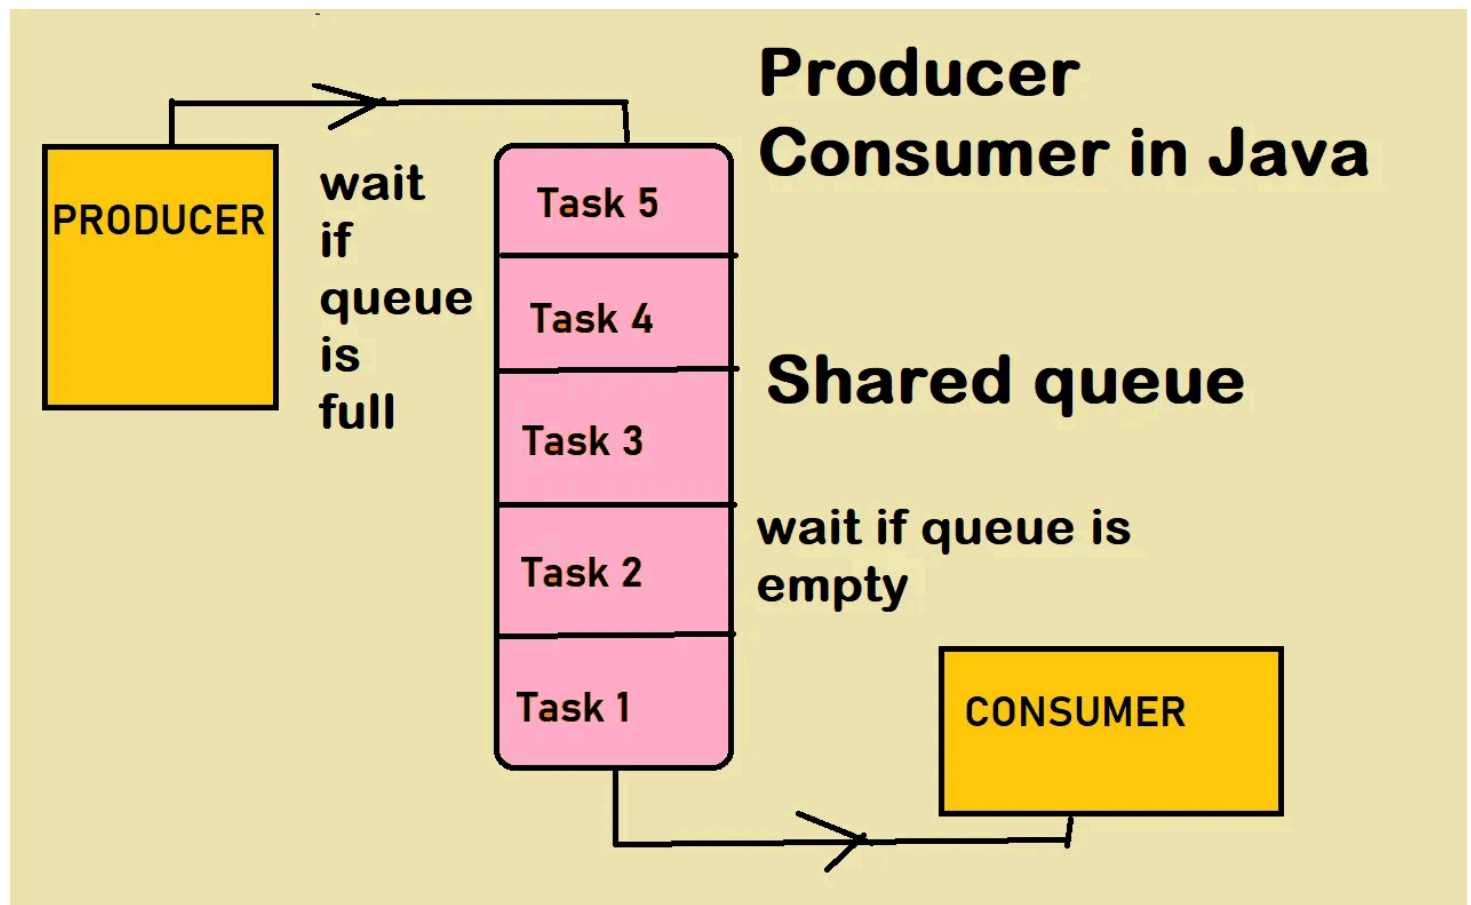 Producer
Consumer in Java
PRODUCER
wait
if
queue
is
full
Task 5
Task 4
Task 3
Task 2
Task 1
Shared queue
wait if queue is
empty
CONSUMER